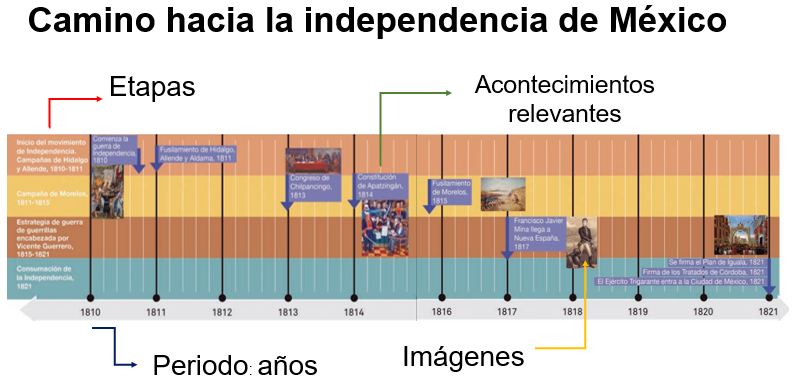 Camino hacia la independencia de México
Etapas
Acontecimientos
relevantes
Inicio del movimiento
de Independencia.
Campañas de Hidalgo
y Allende, 1810-1811
Comienza la
guerra de
Independencia,
1810
Fusilamiento de Hidalgo,
Allende y Aldama, 1811
Congreso de
Chilpancingo,
1813
Constitución
de Apatzingán,
1814
Campaña de Morelos,
1811-1815
Fusilamiento
de Morelos,
1815
Estrategia de guerra
de guerrillas
encabezada por
Vicente Guerrero,
1815-1821
Francisco Javier
Mina llega a
Nueva España,
1817
Consumación de
la Independencia,
1821
Se firma el Plan de Iguala, 1821
Firma de los Tratados de Córdoba, 1821
El Ejército Trigarante entra a la Ciudad de México, 1821
1810 1811 1812 1813 1814 1816 1817 1818 1819 1820 1821
Periodo: años
Imágenes